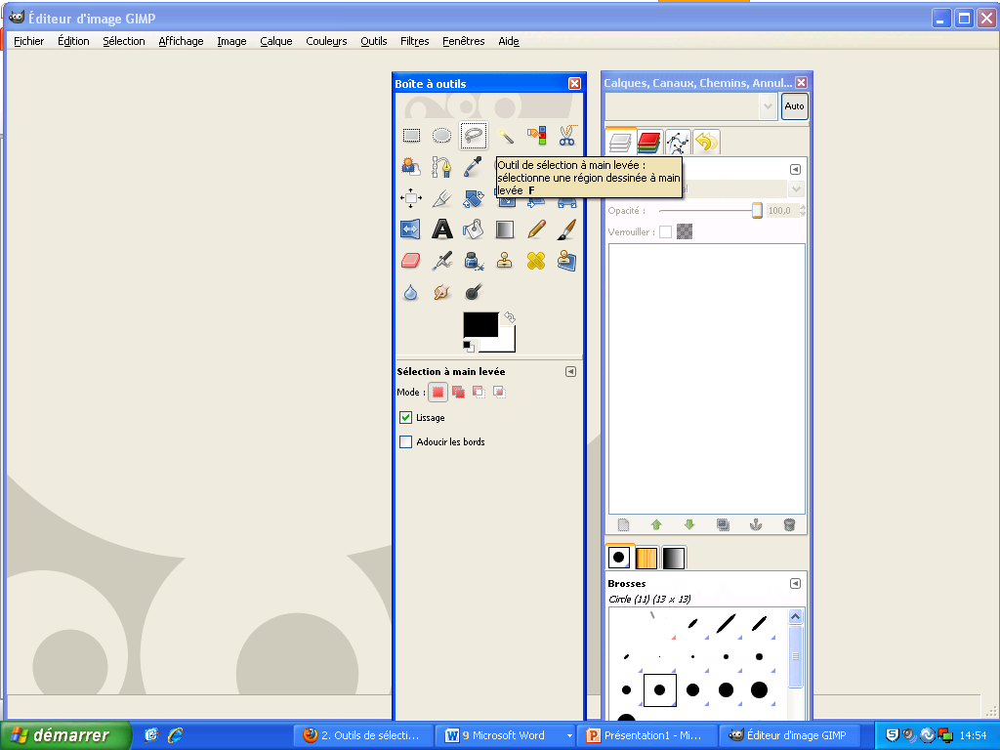 Éditeur d'image GIMP
Fichier Édition Sélection Affichage Image Calque Couleurs Outils Filtres Fenêtres Aide
Boîte à outils
Calques, Canaux, Chemins, Annul...
Auto
Outil de sélection à main levée :
sélectionne une région dessinée à main
levée F
Opacité : 100,0
Verrouiller :
Sélection à main levée
Mode :
Lissage
Adoucir les bords
Brosses
Circle (11) (13 x 13)
démarrer
2. Outils de sélecti...
9 Microsoft Word
Présentation1 - Mi...
Éditeur d'image GIMP
14:54